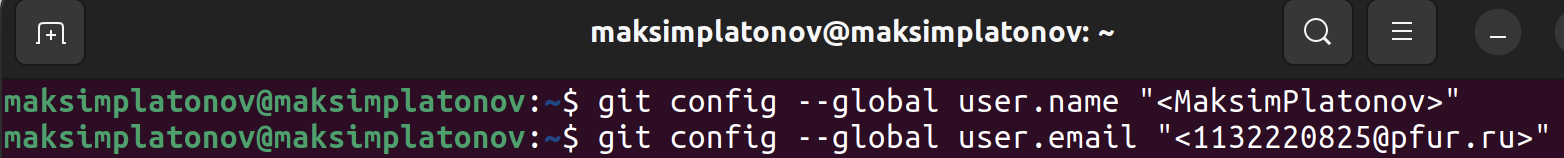 maksimplatonov@maksimplatonov: ~
maksimplatonov@maksimplatonov:~$ git config --global user.name "<MaksimPlatonov>"
maksimplatonov@maksimplatonov:~$ git config --global user.email "<1132220825@pfur.ru>"